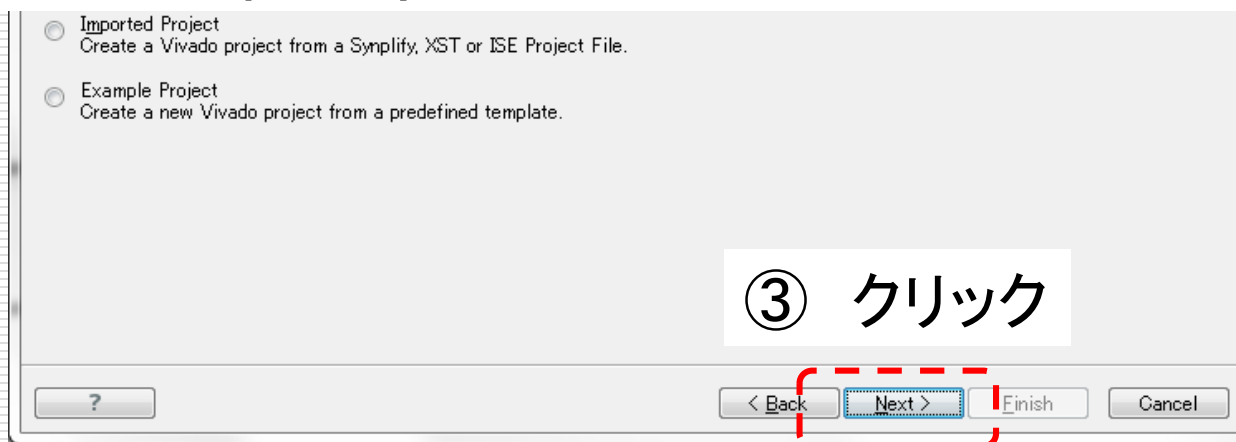 Imported Project
Create a Vivado project from a Synplify, XST or ISE Project File.
Example Project
Create a new Vivado project from a predefined template.
③ クリック
? < Back Next > Finish Cancel